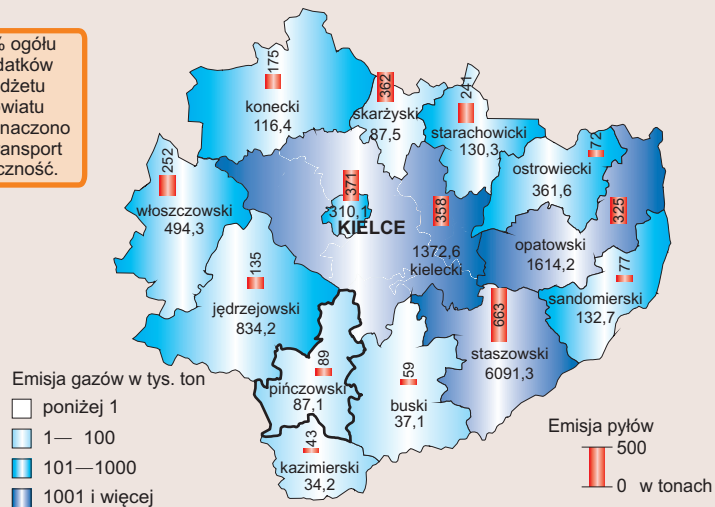 % ogółu
datków
dżetu
owiatu
naczono
ransport
czność.
175
konecki
116,4
362
skarżyski
87,5
241
starachowicki
130,3
72
ostrowiecki
361,6
252
włoszczowski
494,3
371
310,1
KIELCE
358
1372,6
kielecki
325
opatowski
1614,2
77
sandomierski
132,7
135
jędrzejowski
834,2
663
staszowski
6091,3
89
pińczowski
87,1
59
buski
37,1
43
kazimierski
34,2
Emisja gazów w tys. ton
poniżej 1
1— 100
101—1000
1001 i więcej
Emisja pyłów
500
0 w tonach